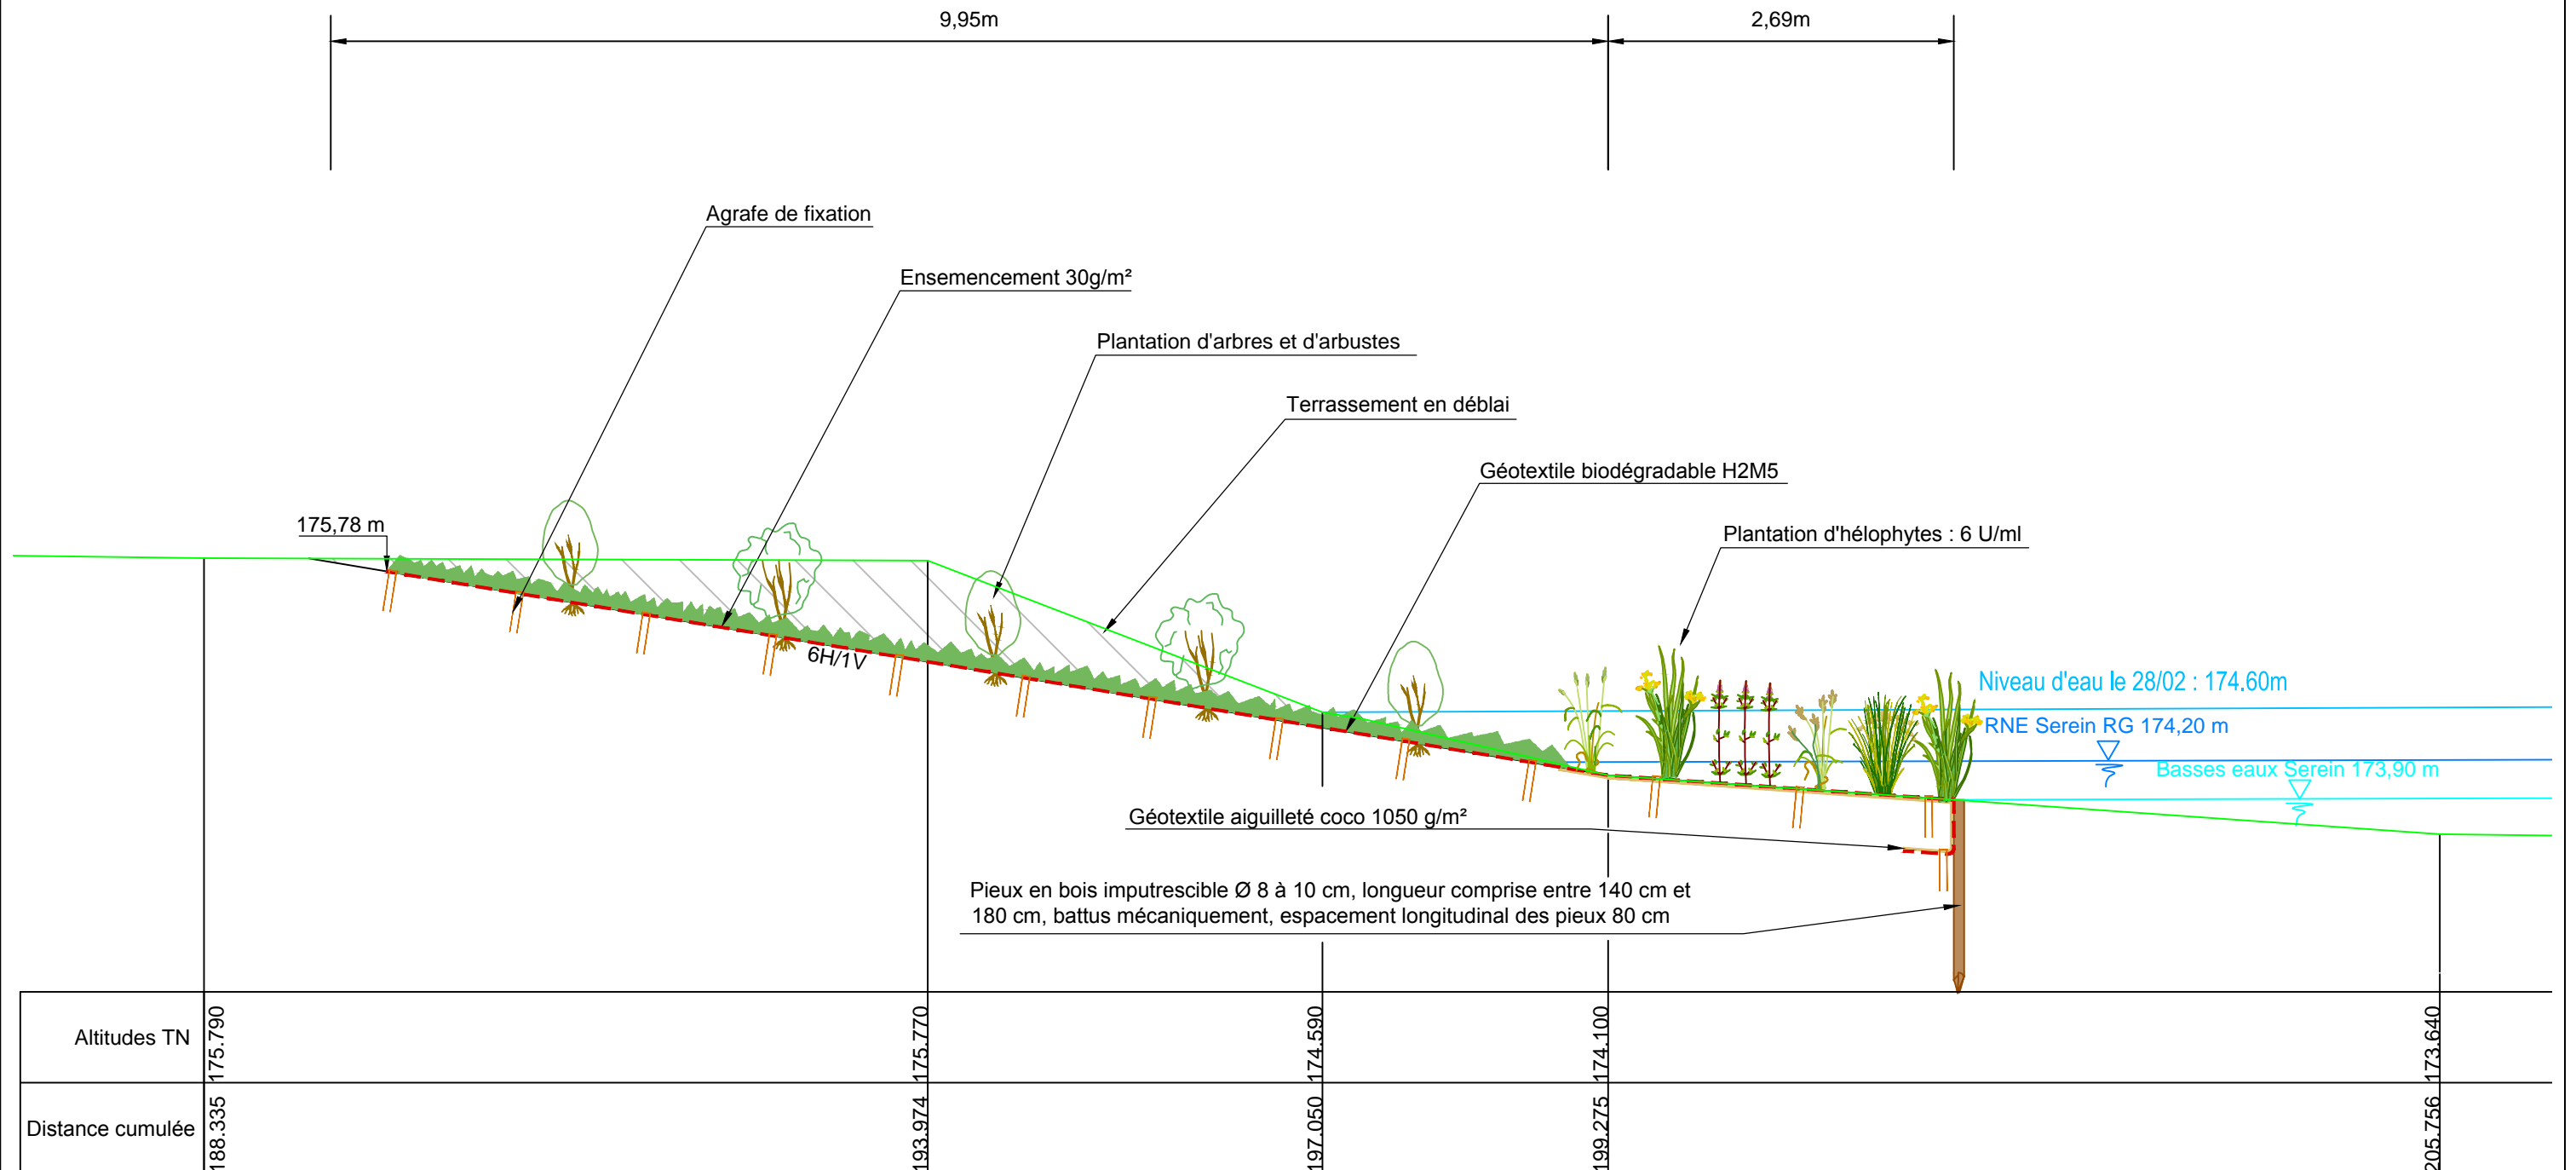 9,95m
2,69m
Agrafe de fixation
Ensemencement 30g/m²
Plantation d'arbres et d'arbustes
Terrassement en déblai
Géotextile biodégradable H2M5
175,78 m
Plantation d'hélophytes : 6 U/ml
6H/1V
Niveau d'eau le 28/02 : 174.60m
RNE Serein RG 174,20 m
Basses eaux Serein 173,90 m
Géotextile aiguilleté coco 1050 g/m²
Pieux en bois imputrescible Ø 8 à 10 cm, longueur comprise entre 140 cm et
180 cm, battus mécaniquement, espacement longitudinal des pieux 80 cm
Altitudes TN 175.790 175.770 174.590 174.100 173.640
Distance cumulée 188.335 193.974 197.050 199.275 205.756